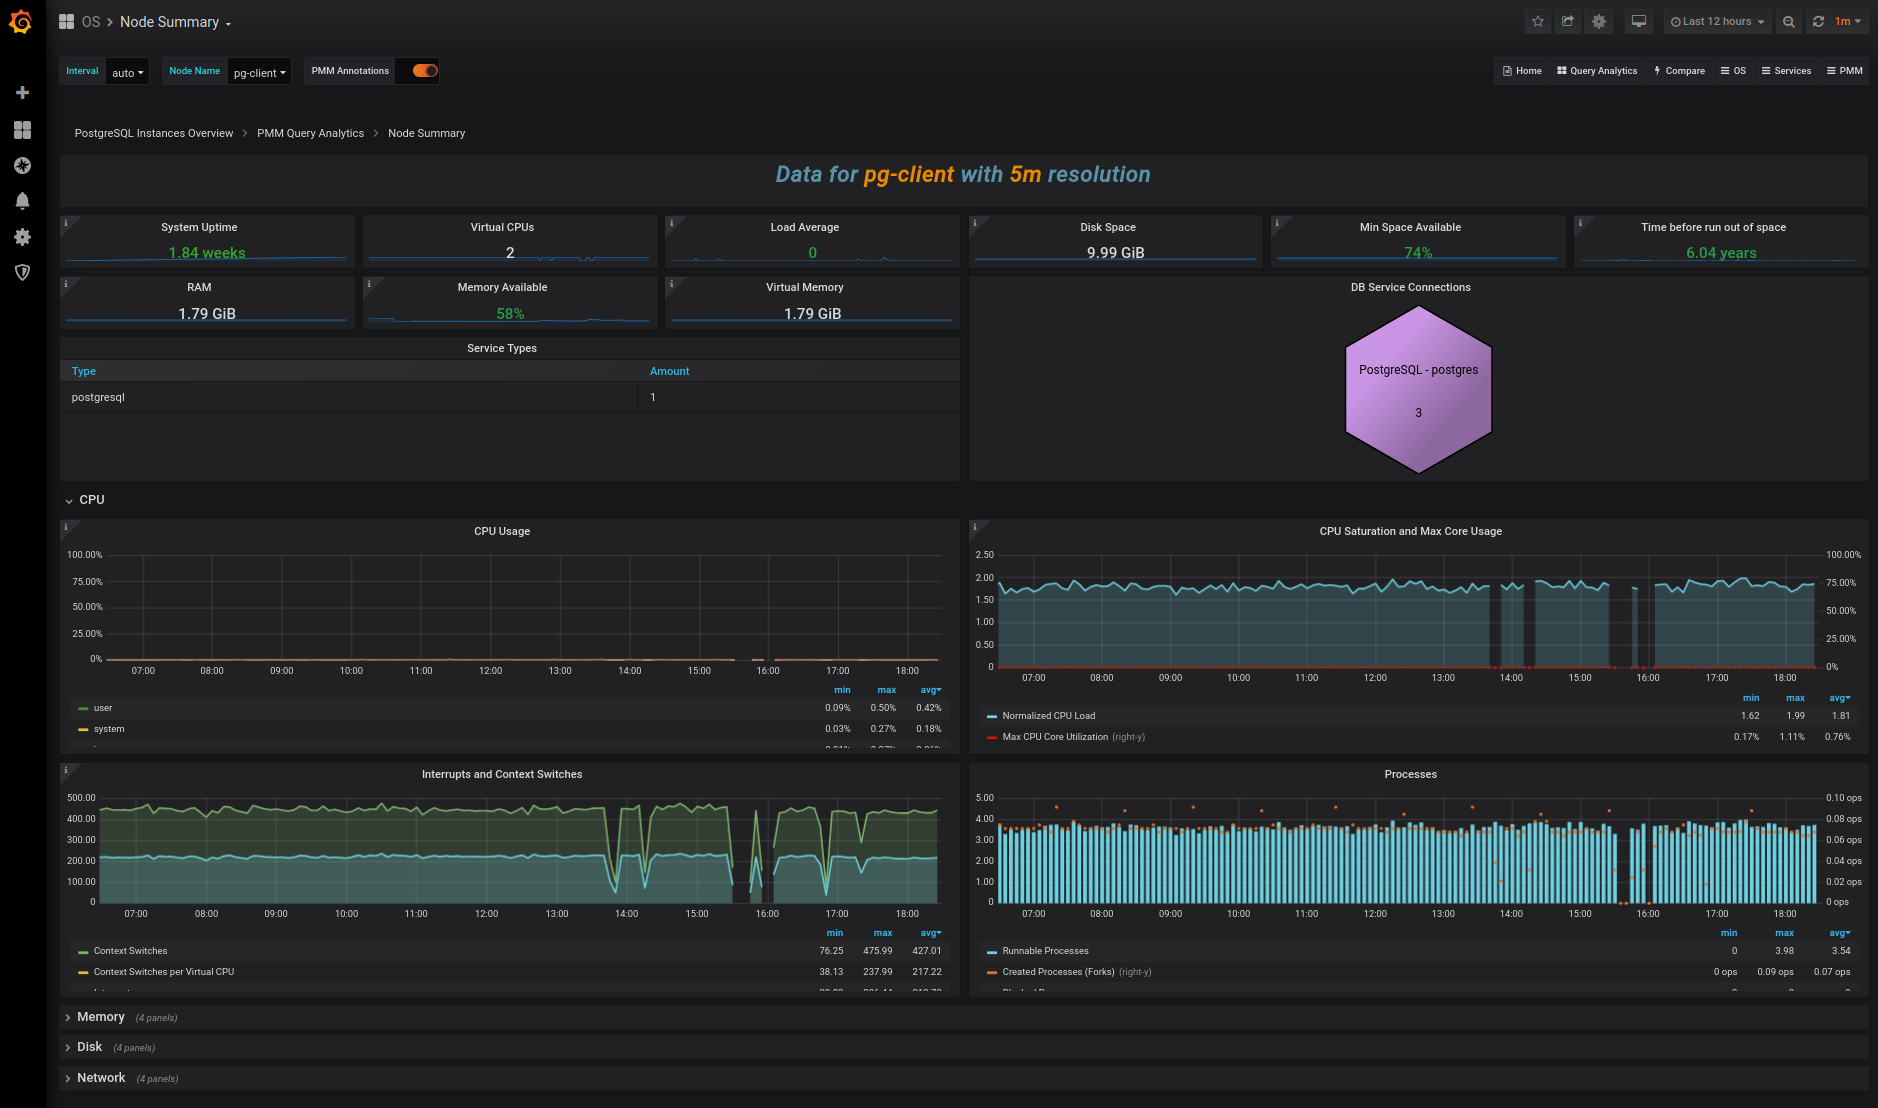 OS > Node Summary
Last 12 hours
1m
Interval auto Node Name pg-client PMM Annotations
Home Query Analytics Compare OS Services PMM
PostgreSQL Instances Overview > PMM Query Analytics > Node Summary
Data for pg-client with 5m resolution
System Uptime
1.84 weeks
Virtual CPUs
2
Load Average
0
Disk Space
9.99 GiB
Min Space Available
74%
Time before run out of space
6.04 years
RAM
1.79 GiB
Memory Available
58%
Virtual Memory
1.79 GiB
Service Types
Type Amount
postgresql 1
DB Service Connections
PostgreSQL - postgres
3
CPU
CPU Usage
100.00%
75.00%
50.00%
25.00%
0%
07:00 08:00 09:00 10:00 11:00 12:00 13:00 14:00 15:00 16:00 17:00 18:00
min max avg
user 0.09% 0.50% 0.42%
system 0.03% 0.27% 0.18%
CPU Saturation and Max Core Usage
2.50 100.00%
2.00 75.00%
1.50 50.00%
1.00 25.00%
0.50
0 0%
07:00 08:00 09:00 10:00 11:00 12:00 13:00 14:00 15:00 16:00 17:00 18:00
min max avg
Normalized CPU Load 1.62 1.99 1.81
Max CPU Core Utilization (right-y) 0.17% 1.11% 0.76%
Interrupts and Context Switches
500.00
400.00
300.00
200.00
100.00
0
07:00 08:00 09:00 10:00 11:00 12:00 13:00 14:00 15:00 16:00 17:00 18:00
min max avg
Context Switches 76.25 475.99 427.01
Context Switches per Virtual CPU 38.13 237.99 217.22
Processes
5.00 0.10 ops
4.00 0.08 ops
3.00 0.06 ops
2.00 0.04 ops
1.00 0.02 ops
0 0 ops
07:00 08:00 09:00 10:00 11:00 12:00 13:00 14:00 15:00 16:00 17:00 18:00
min max avg
Runnable Processes 0 3.98 3.54
Created Processes (Forks) (right-y) 0 ops 0.09 ops 0.07 ops
Memory (4 panels)
Disk (4 panels)
Network (4 panels)